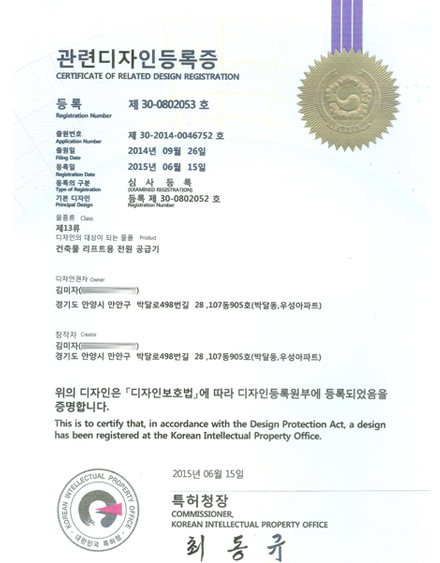 관련디자인등록증
CERTIFICATE OF RELATED DESIGN REGISTRATION
등 록 제 30-0802053 호
Registration Number
출원번호 제 30-2014-0046752 호
Application Number
출원일 2014년 09월 26일
Filing Date
등록일 2015년 06월 15일
Registration Date
등록의 구분 심 사 등 록
Type of Registration (EXAMINED REGISTRATION)
기본 디자인 등록 제 30-0802052 호
Principal Design Registration Number
물품류 Class
제13류
디자인의 대상이 되는 물품 Product
건축물 리프트용 전원 공급기
디자인권자 Owner
김미자(
경기도 안양시 만안구 박달로498번길 28 ,107동905호(박달동,우성아파트)
창작자 Creator
김미자(
경기도 안양시 만안구 박달로498번길 28 ,107동905호(박달동,우성아파트)
위의 디자인은 「디자인보호법」에 따라 디자인등록원부에 등록되었음을
증명합니다.
This is to certify that, in accordance with the Design Protection Act, a design
has been registered at the Korean Intellectual Property Office.
2015년 06월 15일
특허청장
COMMISSIONER,
KOREAN INTELLECTUAL PROPERTY OFFICE
최동규
KOREAN INTELLECTUAL PROPERTY OFFICE
대한민국 특허청